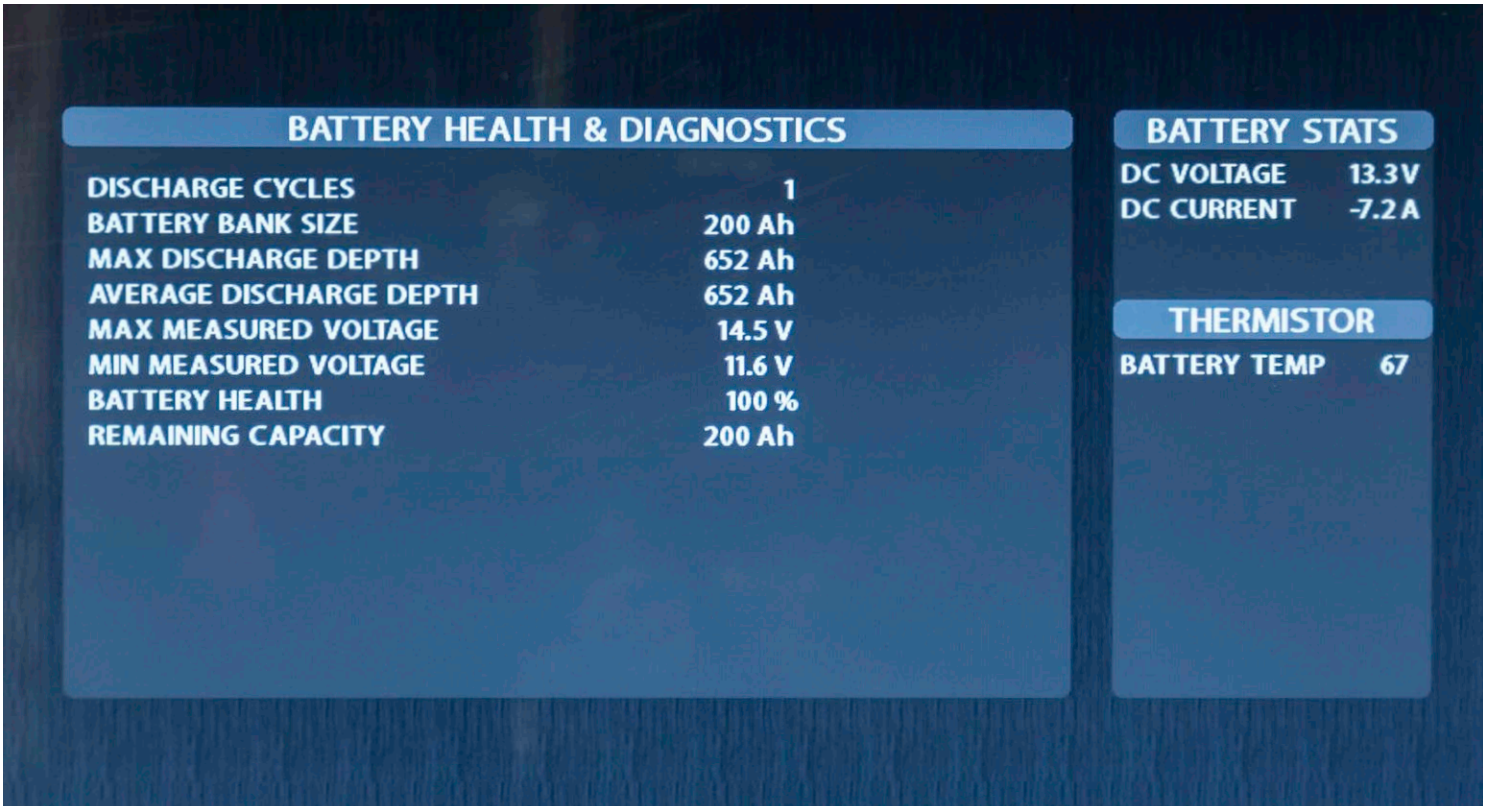 BATTERY HEALTH & DIAGNOSTICS
DISCHARGE CYCLES 1
BATTERY BANK SIZE 200 Ah
MAX DISCHARGE DEPTH 652 Ah
AVERAGE DISCHARGE DEPTH 652 Ah
MAX MEASURED VOLTAGE 14.5 V
MIN MEASURED VOLTAGE 11.6 V
BATTERY HEALTH 100 %
REMAINING CAPACITY 200 Ah
BATTERY STATS
DC VOLTAGE 13.3 V
DC CURRENT -7.2 A
THERMISTOR
BATTERY TEMP 67